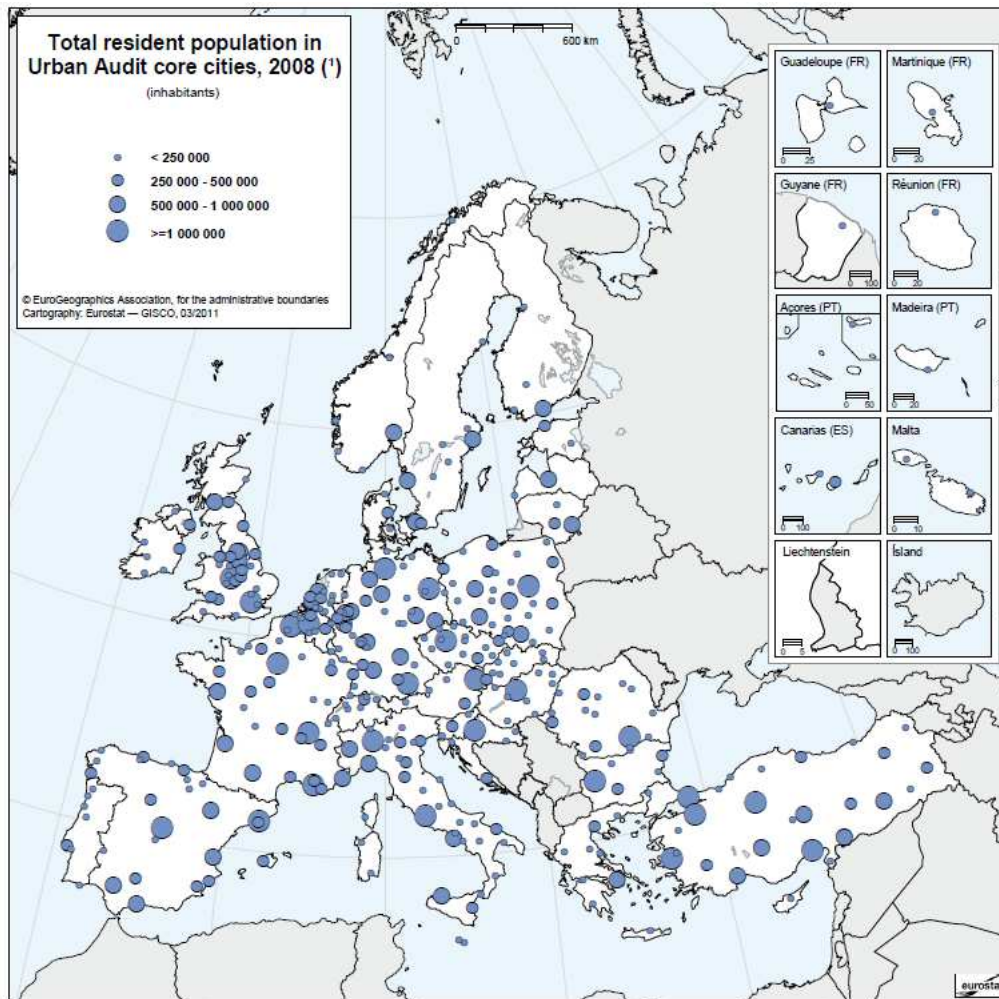 Total resident population in
Urban Audit core cities, 2008 (¹)
(inhabitants)
< 250 000
250 000 - 500 000
500 000 - 1 000 000
>=1 000 000
© EuroGeographics Association, for the administrative boundaries
Cartography: Eurostat — GISCO, 03/2011
0 600 km
Guadeloupe (FR)
0 25
Martinique (FR)
0 20
Guyane (FR)
0 100
Réunion (FR)
0 20
Açores (PT)
0 50
Madeira (PT)
0 20
Canarias (ES)
0 100
Malta
0 10
Liechtenstein
0 5
Ísland
0 100
eurostat